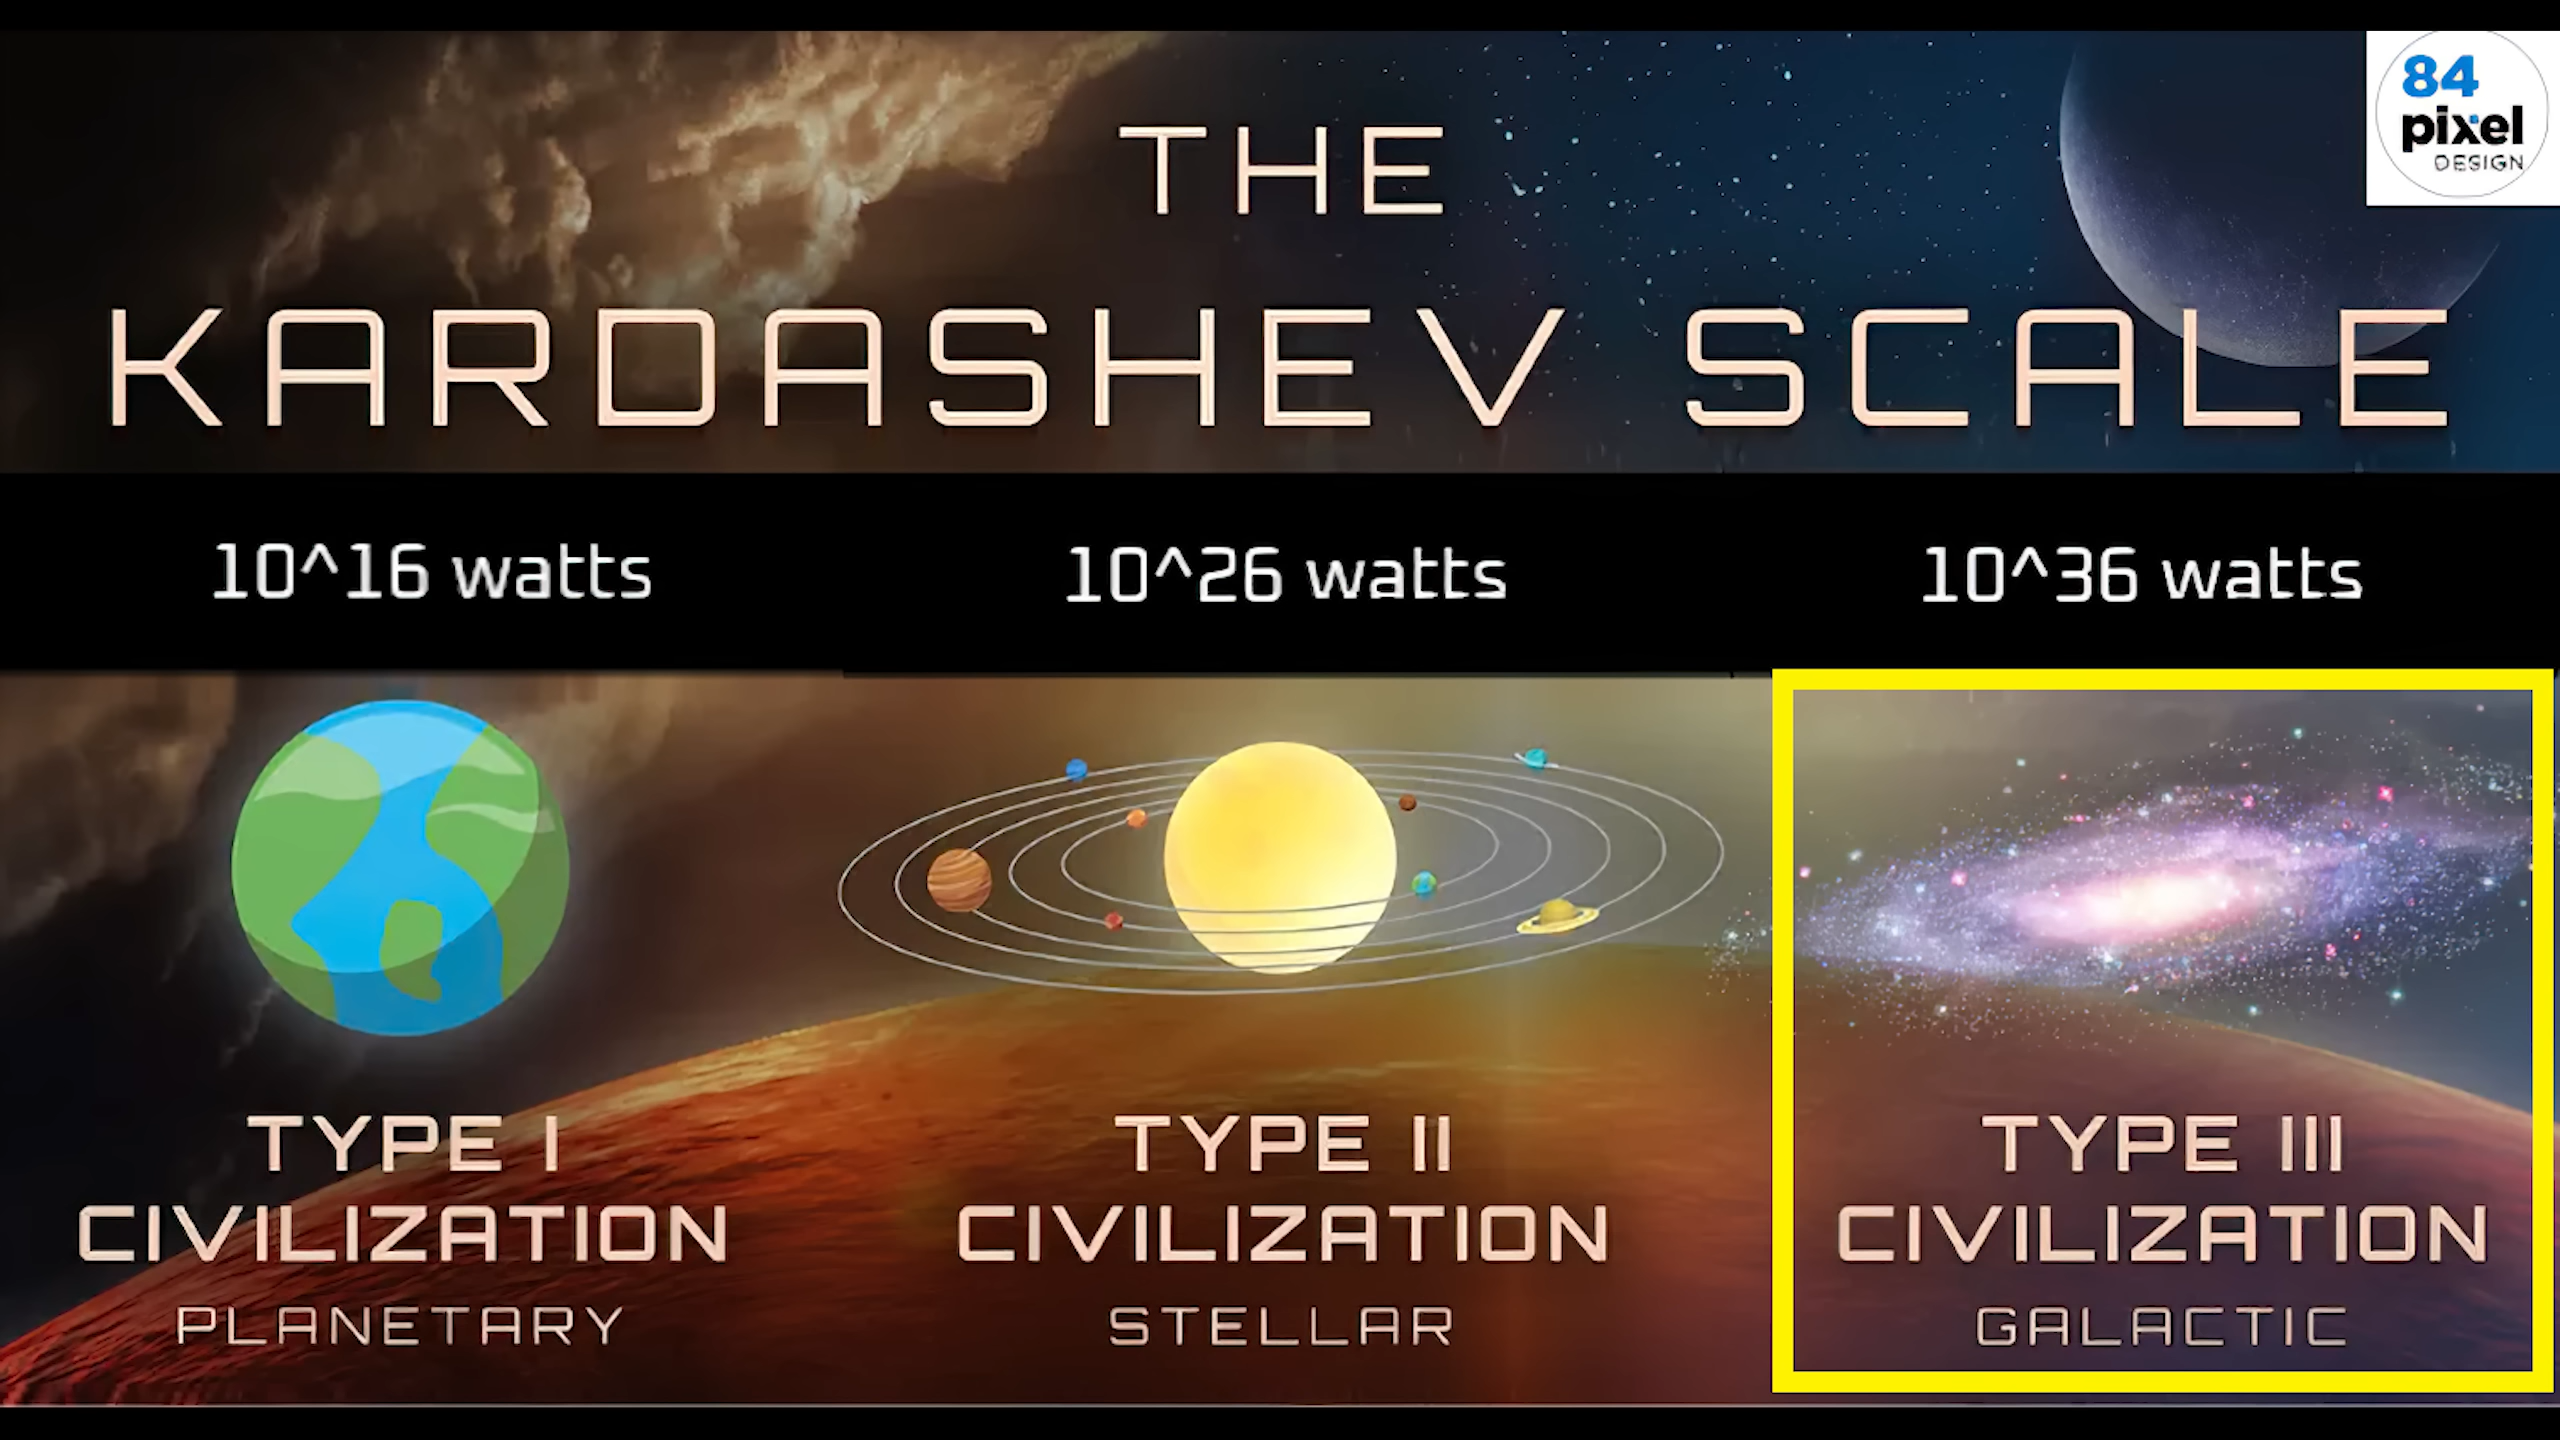 84
pixel
DESIGN
THE
KARDASHEV SCALE
10^16 watts
10^26 watts
10^36 watts
TYPE I
CIVILIZATION
PLANETARY
TYPE II
CIVILIZATION
STELLAR
TYPE III
CIVILIZATION
GALACTIC